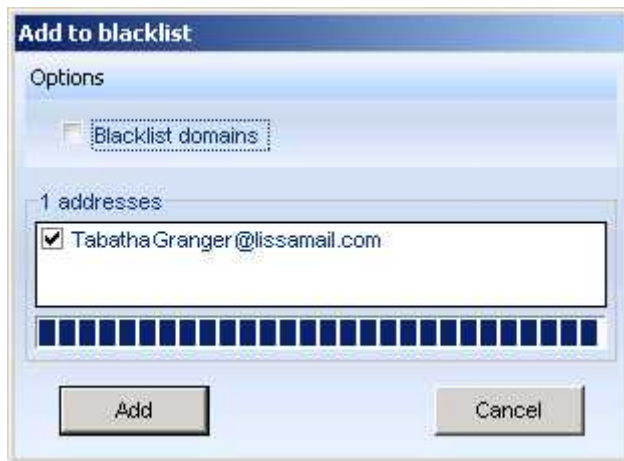 Add to blacklist
Options
Blacklist domains
1 addresses
TabathaGranger@lissamail.com
Add
Cancel